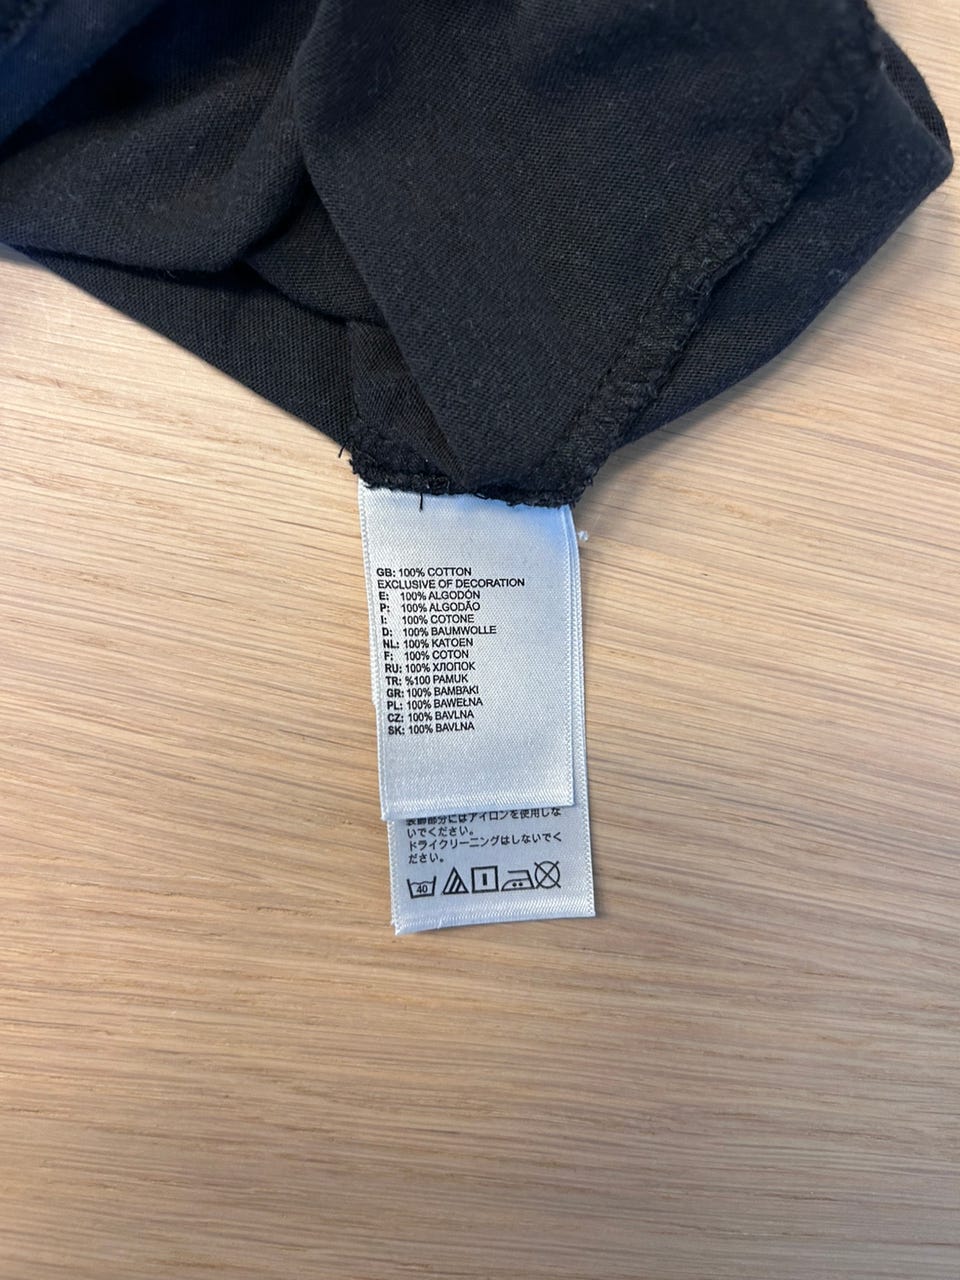 GB: 100% COTTON
EXCLUSIVE OF DECORATION
E: 100% ALGODÓN
P: 100% ALGODÃO
I: 100% COTONE
D: 100% BAUMWOLLE
NL: 100% KATOEN
F: 100% COTON
RU: 100% ХЛОПОК
TR: %100 PAMUK
GR: 100% ΒΑΜΒΑΚΙ
PL: 100% BAWEŁNA
CZ: 100% BAVLNA
SK: 100% BAVLNA
装飾部分にはアイロンを使用しな
いでください。
ドライクリーニングはしないでく
ださい。
40